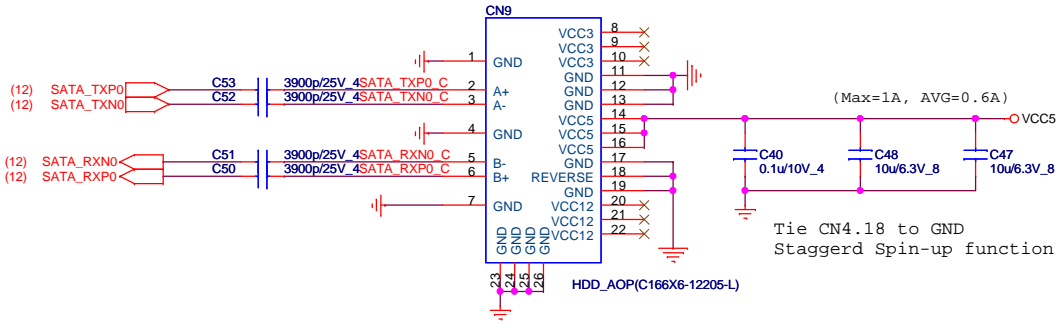 CN9
8 VCC3
9 VCC3
10 VCC3
1 GND
11 GND
(12) SATA_TXP0 C53 3900p/25V_4 SATA_TXP0_C 2 A+
12 GND
(12) SATA_TXN0 C52 3900p/25V_4 SATA_TXN0_C 3 A-
13 GND
(Max=1A, AVG=0.6A)
14 VCC5
VCC5
4 GND
15 VCC5
16 VCC5
(12) SATA_RXN0 C51 3900p/25V_4 SATA_RXN0_C 5 B-
17 GND
C40 0.1u/10V_4
C48 10u/6.3V_8
C47 10u/6.3V_8
(12) SATA_RXP0 C50 3900p/25V_4 SATA_RXP0_C 6 B+
18 REVERSE
19 GND
7 GND
20 VCC12
21 VCC12
22 VCC12
Tie CN4.18 to GND
Staggerd Spin-up function
GND GND GND GND
23 24 25 26
HDD_AOP(C166X6-12205-L)